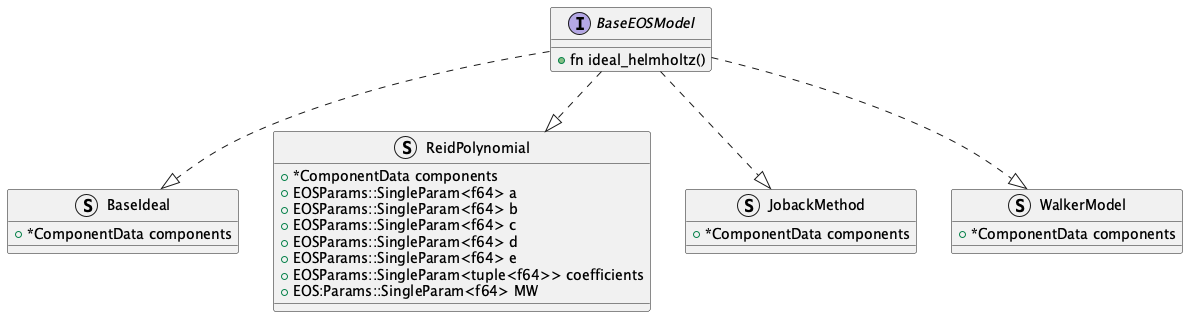 I BaseEOSModel
fn ideal_helmholtz()
S ReidPolynomial
*ComponentData components
EOSParams::SingleParam<f64> a
EOSParams::SingleParam<f64> b
EOSParams::SingleParam<f64> c
EOSParams::SingleParam<f64> d
EOSParams::SingleParam<f64> e
EOSParams::SingleParam<tuple<f64>> coefficients
EOS:Params::SingleParam<f64> MW
S BaseIdeal
*ComponentData components
S JobackMethod
*ComponentData components
S WalkerModel
*ComponentData components